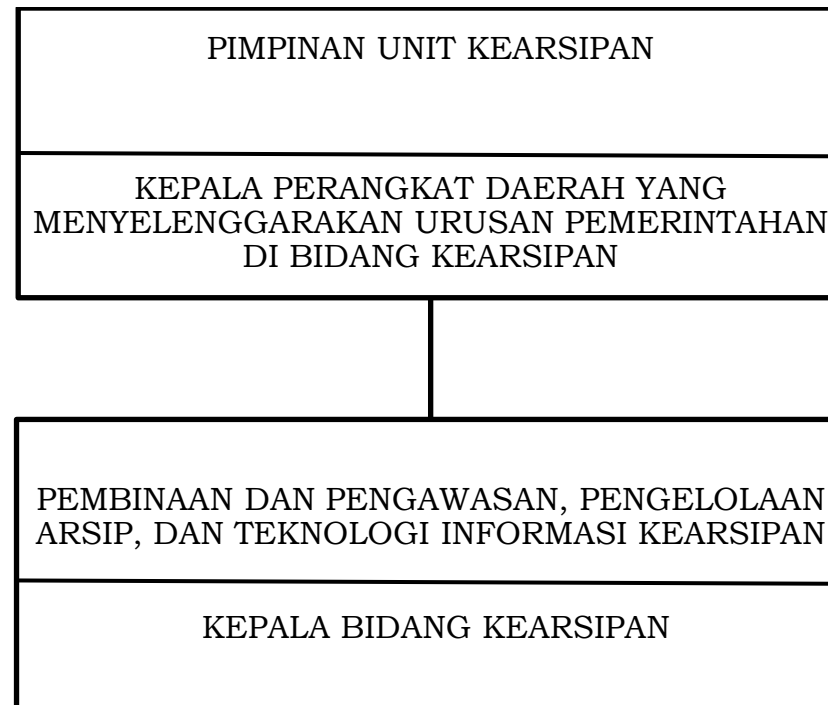 PIMPINAN UNIT KEARSIPAN
KEPALA PERANGKAT DAERAH YANG
MENYELENGGARAKAN URUSAN PEMERINTAHAN
DI BIDANG KEARSIPAN
PEMBINAAN DAN PENGAWASAN, PENGELOLAAN
ARSIP, DAN TEKNOLOGI INFORMASI KEARSIPAN
KEPALA BIDANG KEARSIPAN